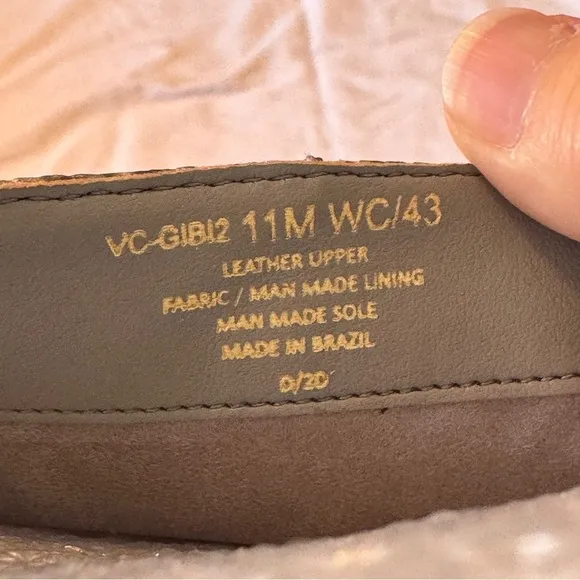 VC-GIBI2 11M WC/43
LEATHER UPPER
FABRIC / MAN MADE LINING
MAN MADE SOLE
MADE IN BRAZIL
D/2D